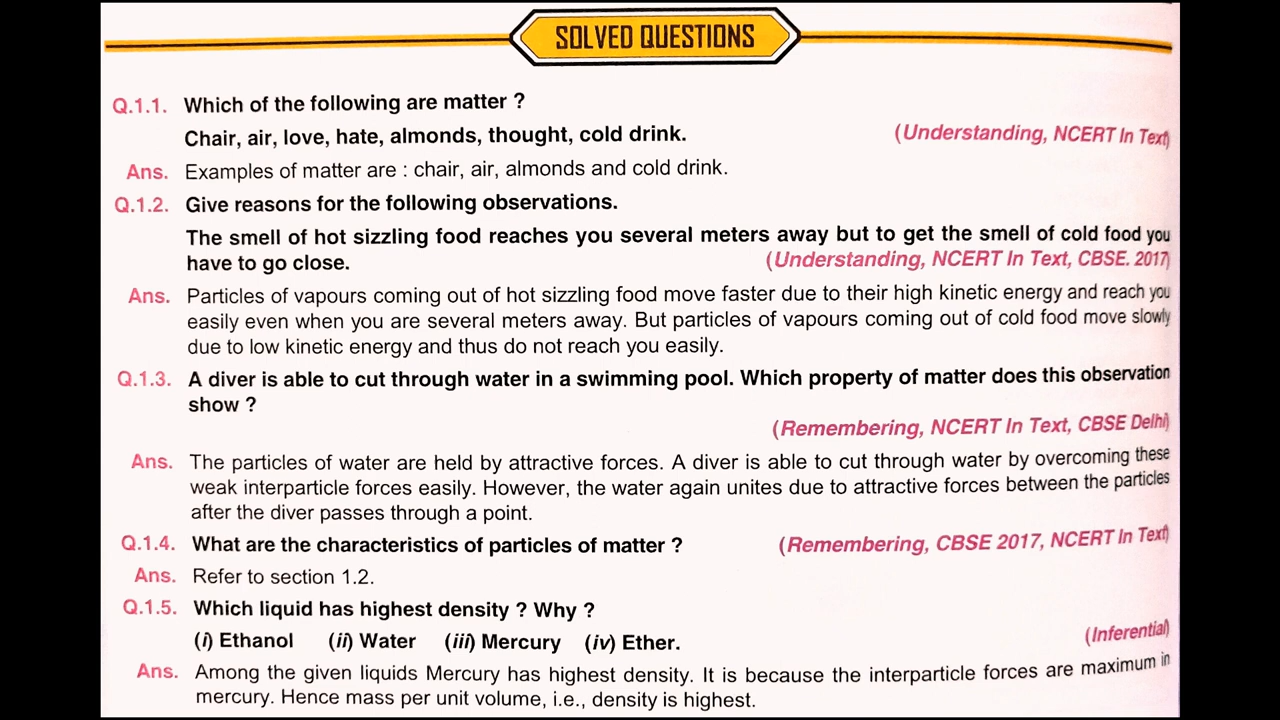 SOLVED QUESTIONS
Q.1.1. Which of the following are matter ?
Chair, air, love, hate, almonds, thought, cold drink. (Understanding, NCERT In Text)
Ans. Examples of matter are : chair, air, almonds and cold drink.
Q.1.2. Give reasons for the following observations.
The smell of hot sizzling food reaches you several meters away but to get the smell of cold food you
have to go close. (Understanding, NCERT In Text, CBSE. 2017)
Ans. Particles of vapours coming out of hot sizzling food move faster due to their high kinetic energy and reach you
easily even when you are several meters away. But particles of vapours coming out of cold food move slowly
due to low kinetic energy and thus do not reach you easily.
Q.1.3. A diver is able to cut through water in a swimming pool. Which property of matter does this observation
show ?
(Remembering, NCERT In Text, CBSE Delhi)
Ans. The particles of water are held by attractive forces. A diver is able to cut through water by overcoming these
weak interparticle forces easily. However, the water again unites due to attractive forces between the particles
after the diver passes through a point.
Q.1.4. What are the characteristics of particles of matter ? (Remembering, CBSE 2017, NCERT In Text)
Ans. Refer to section 1.2.
Q.1.5. Which liquid has highest density ? Why ?
(i) Ethanol (ii) Water (iii) Mercury (iv) Ether. (Inferential)
Ans. Among the given liquids Mercury has highest density. It is because the interparticle forces are maximum in
mercury. Hence mass per unit volume, i.e., density is highest.